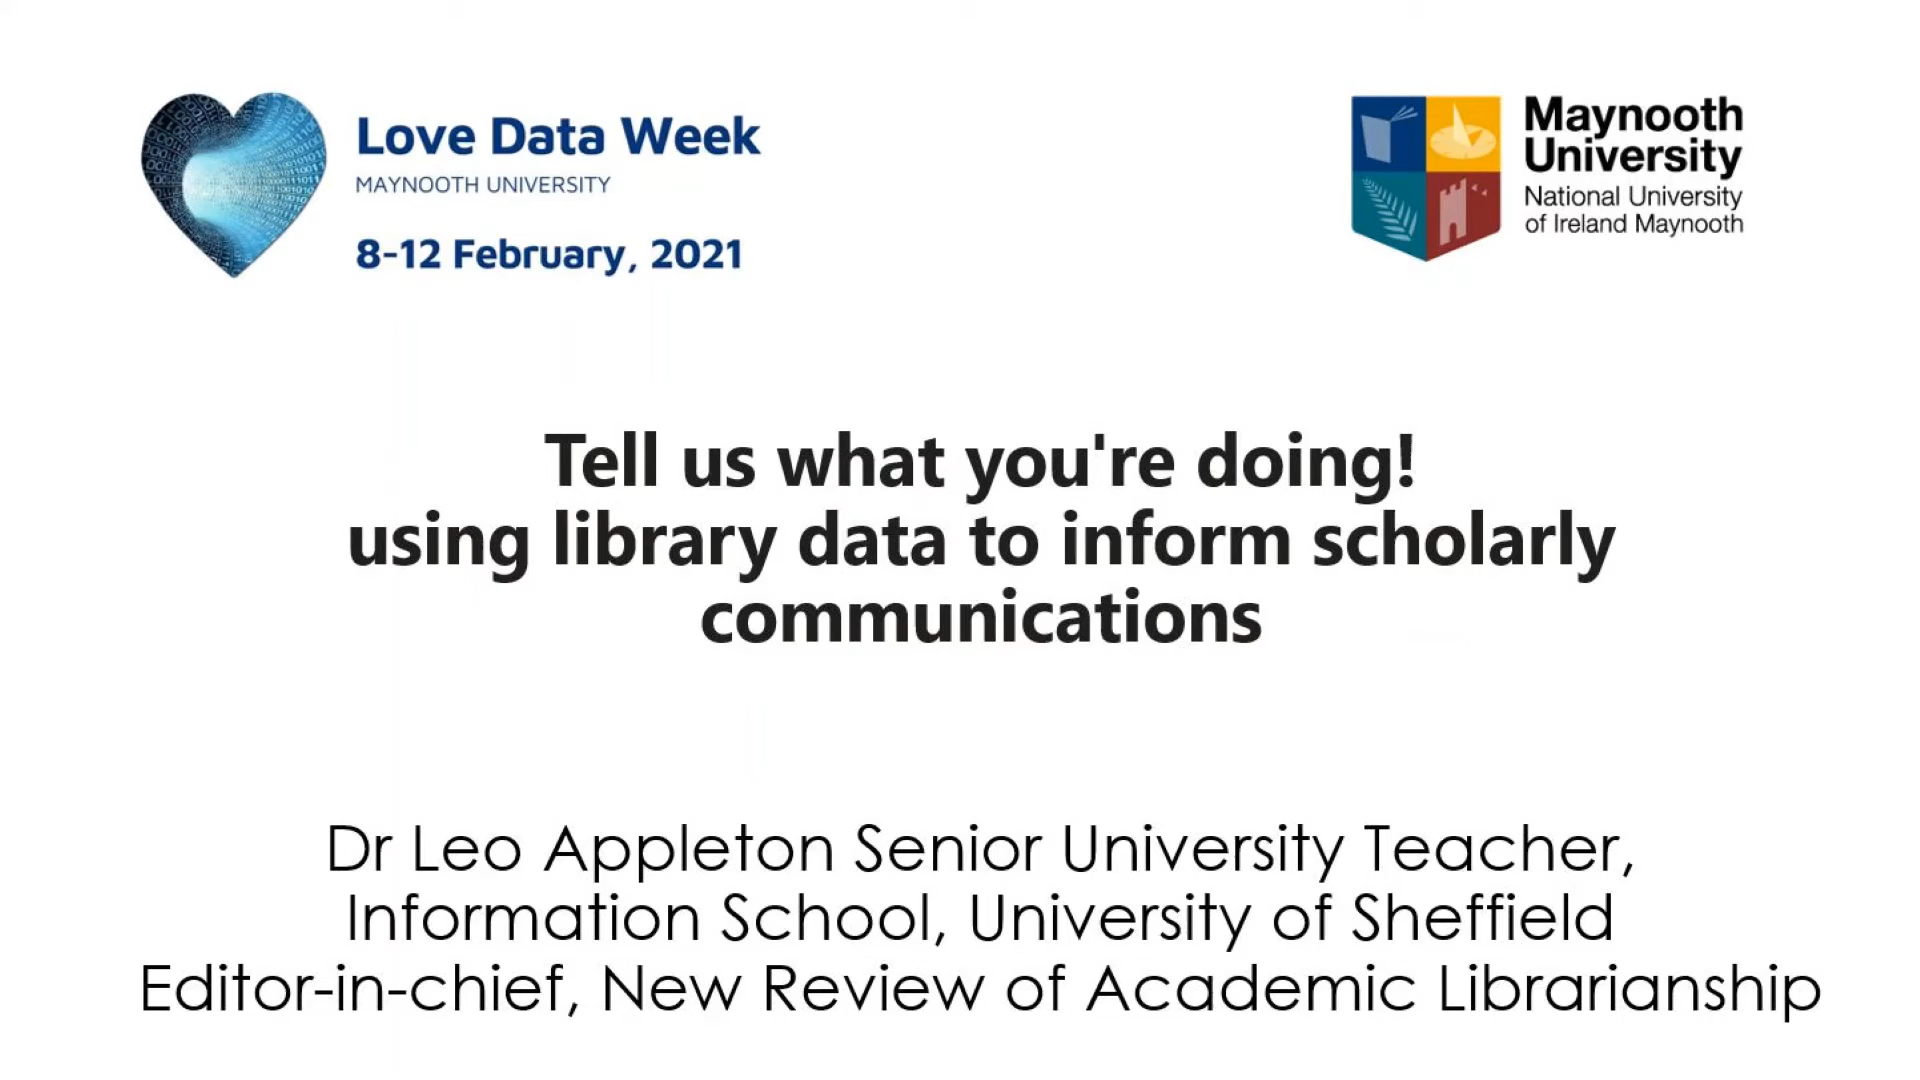 Love Data Week
MAYNOOTH UNIVERSITY
8-12 February, 2021
Maynooth
University
National University
of Ireland Maynooth
Tell us what you're doing!
using library data to inform scholarly
communications
Dr Leo Appleton Senior University Teacher,
Information School, University of Sheffield
Editor-in-chief, New Review of Academic Librarianship